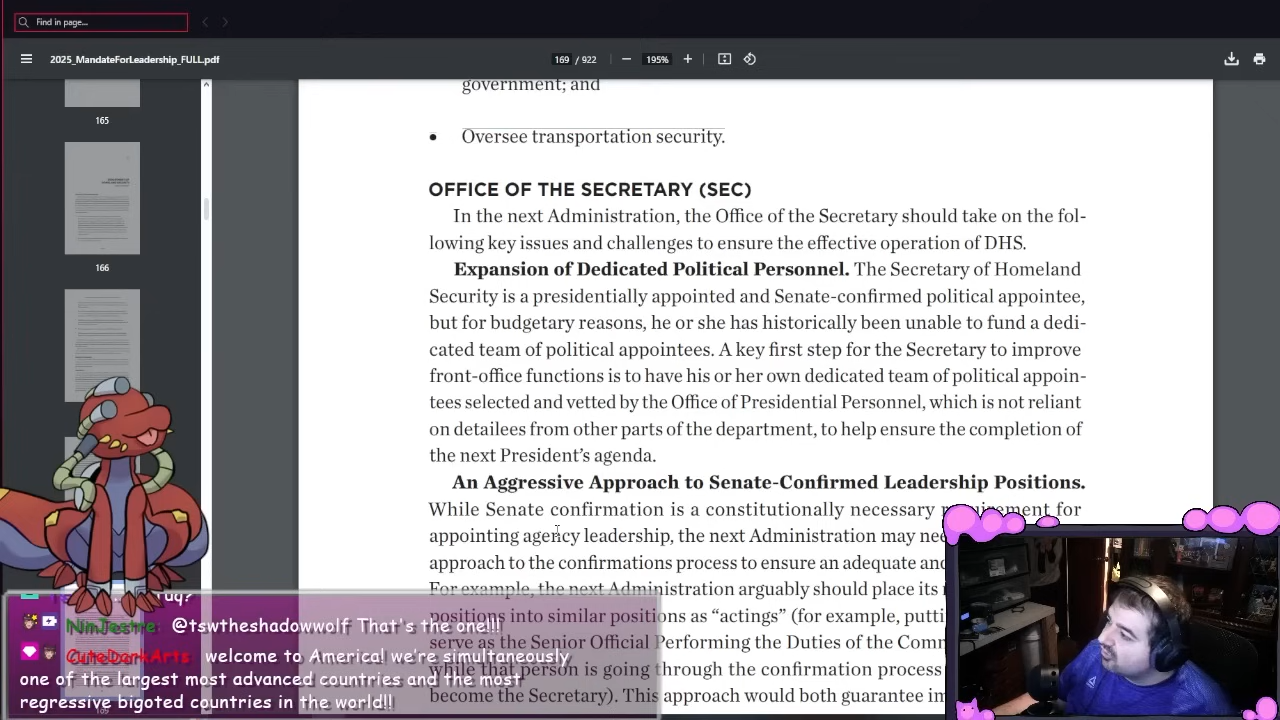 Find in page...
2025_MandateForLeadership_FULL.pdf
169 / 922
195%
165
166
government; and
• Oversee transportation security.
OFFICE OF THE SECRETARY (SEC)
In the next Administration, the Office of the Secretary should take on the fol-
lowing key issues and challenges to ensure the effective operation of DHS.
Expansion of Dedicated Political Personnel. The Secretary of Homeland
Security is a presidentially appointed and Senate-confirmed political appointee,
but for budgetary reasons, he or she has historically been unable to fund a dedi-
cated team of political appointees. A key first step for the Secretary to improve
front-office functions is to have his or her own dedicated team of political appoin-
tees selected and vetted by the Office of Presidential Personnel, which is not reliant
on detailees from other parts of the department, to help ensure the completion of
the next President's agenda.
An Aggressive Approach to Senate-Confirmed Leadership Positions.
While Senate confirmation is a constitutionally necessary requirement for
appointing agency leadership, the next Administration may
approach to the confirmations process to ensure an adequate
For example, the next Administration arguably should place its
positions into similar positions as “actings” (for example,
serve as the Senior Official Performing the Duties of the
while that person is going through the confirmation process
become the Secretary). This approach would both guarantee
NinJestre: @tswtheshadowwolf That's the one!!!
CuteDarkArts welcome to America! we're simultaneously
one of the largest most advanced countries and the most
regressive bigoted countries in the world!!